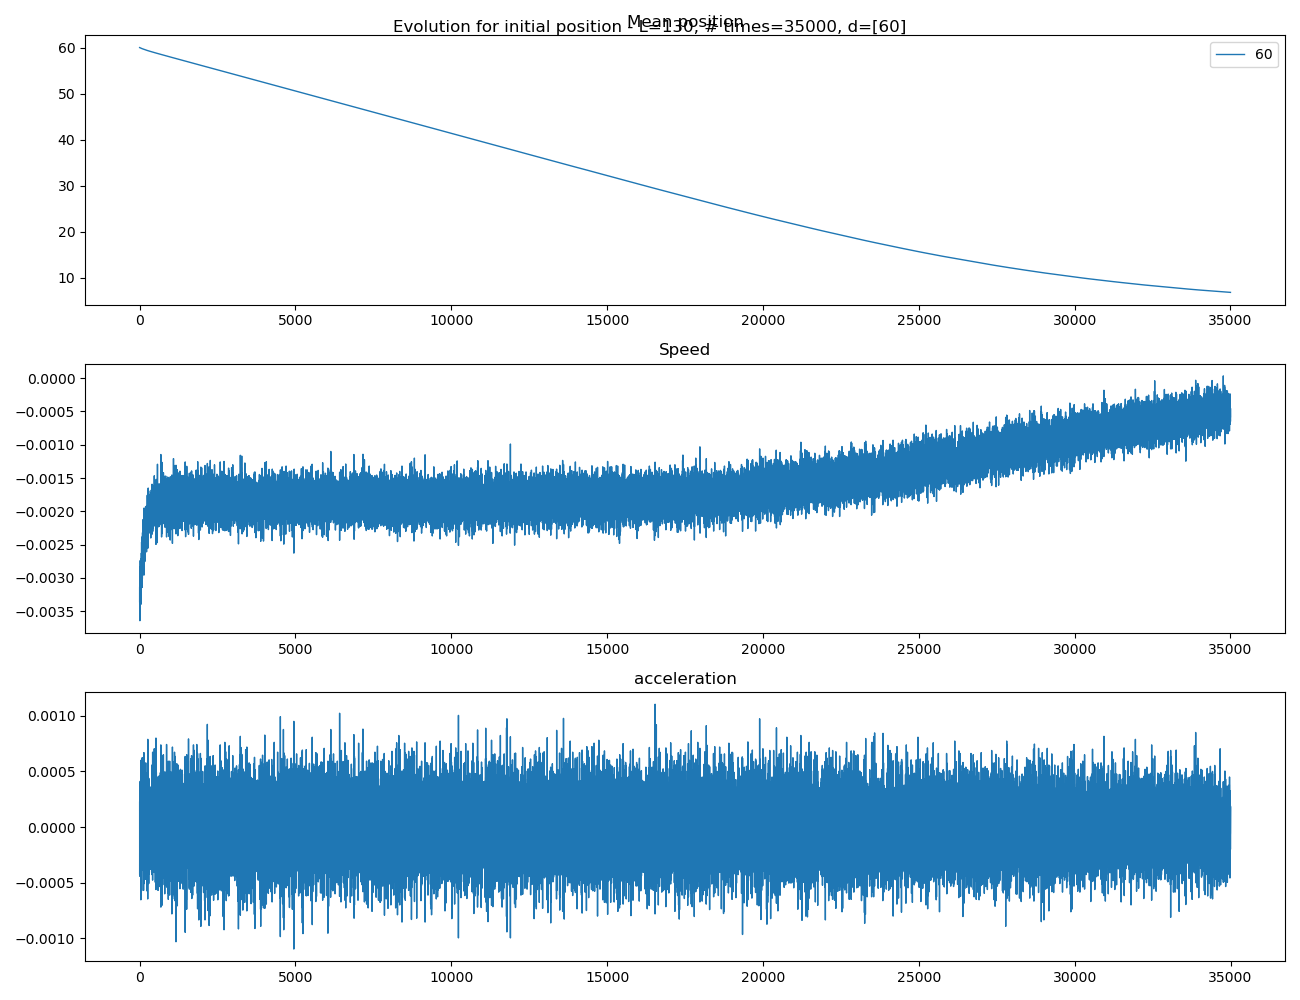 Mean position
Evolution for initial position - L=130, # times=35000, d=[60]
60
60
50
40
30
20
10
0 5000 10000 15000 20000 25000 30000 35000
Speed
0.0000
−0.0005
−0.0010
−0.0015
−0.0020
−0.0025
−0.0030
−0.0035
0 5000 10000 15000 20000 25000 30000 35000
acceleration
0.0010
0.0005
0.0000
−0.0005
−0.0010
0 5000 10000 15000 20000 25000 30000 35000